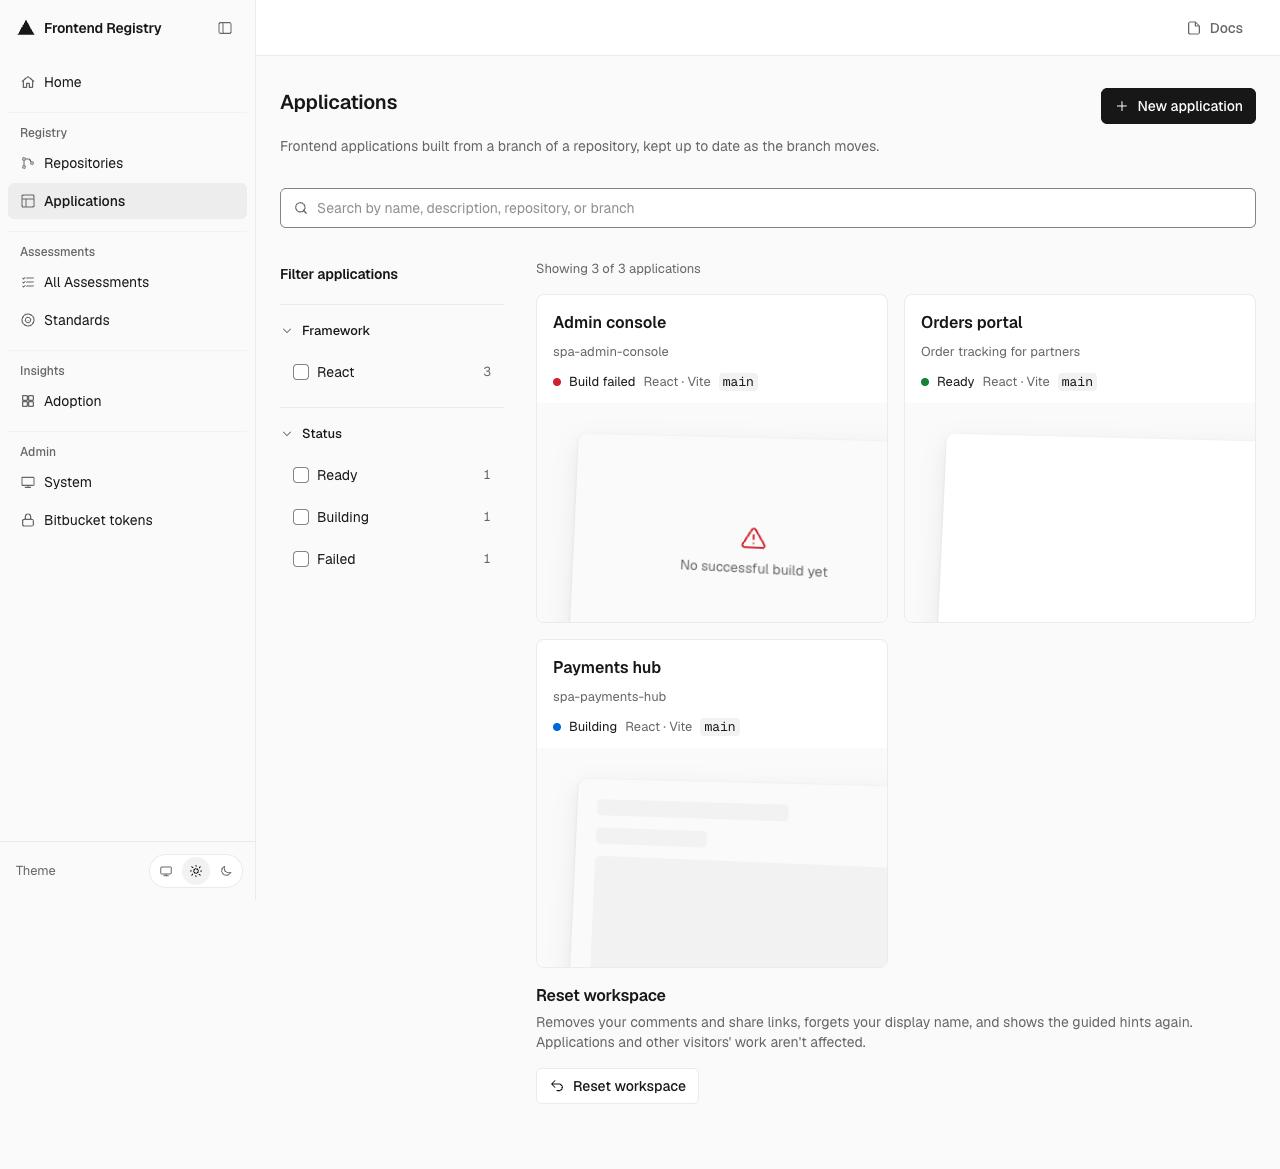 Frontend Registry
Docs
Home
Registry
Repositories
Applications
Assessments
All Assessments
Standards
Insights
Adoption
Admin
System
Bitbucket tokens
Theme
Applications
New application
Frontend applications built from a branch of a repository, kept up to date as the branch moves.
Search by name, description, repository, or branch
Filter applications
Framework
React 3
Status
Ready 1
Building 1
Failed 1
Showing 3 of 3 applications
Admin console
spa-admin-console
Build failed React · Vite main
No successful build yet
Orders portal
Order tracking for partners
Ready React · Vite main
Payments hub
spa-payments-hub
Building React · Vite main
Reset workspace
Removes your comments and share links, forgets your display name, and shows the guided hints again.
Applications and other visitors' work aren't affected.
Reset workspace